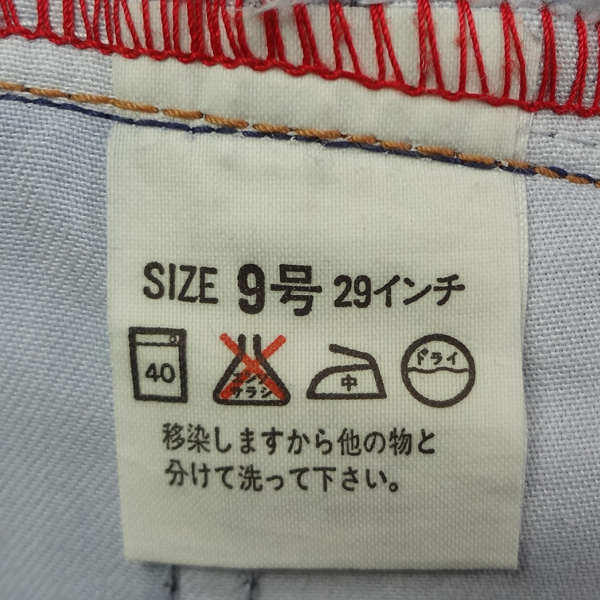 SIZE 9号 29インチ
40 エンソ サラシ 中 ドライ
移染しますから他の物と
分けて洗って下さい。